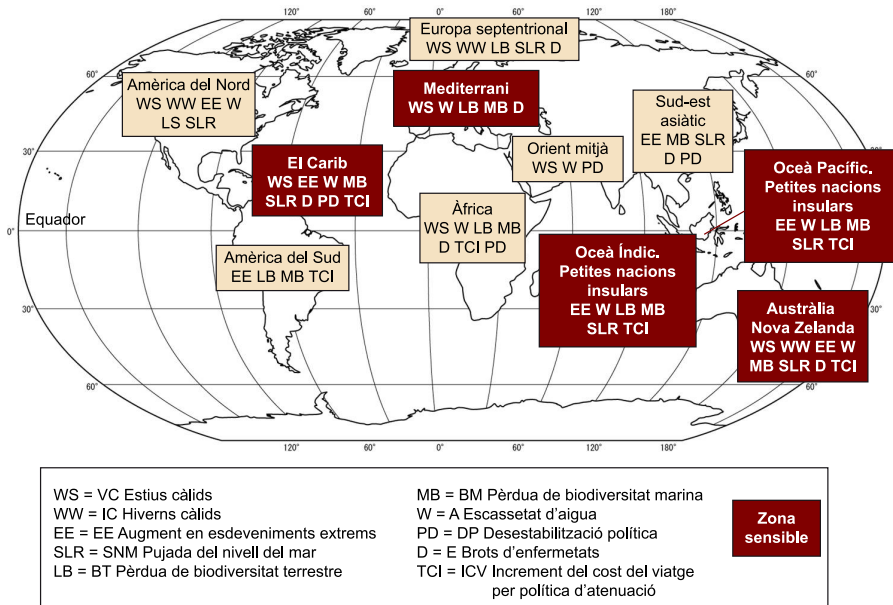 120°
60°
0°
60°
120°
180°
Europa septentrional
WS WW LB SLR D
60°
60°
Amèrica del Nord
WS WW EE W
LS SLR
Mediterrani
WS W LB MB D
Sud-est
asiàtic
EE MB SLR
D PD
30°
30°
Orient mitjà
WS W PD
El Carib
WS EE W MB
SLR D PD TCI
Oceà Pacífic.
Petites nacions
insulars
EE W LB MB
SLR TCI
Àfrica
WS W LB MB
D TCI PD
Equador
0°
0°
Amèrica del Sud
EE LB MB TCI
Oceà Índic.
Petites nacions
insulars
EE W LB MB
SLR TCI
Austràlia
Nova Zelanda
WS WW EE W
MB SLR D TCI
30°
30°
60°
60°
120°
60°
0°
60°
120°
180°
WS = VC Estius càlids
WW = IC Hiverns càlids
EE = EE Augment en esdeveniments extrems
SLR = SNM Pujada del nivell del mar
LB = BT Pèrdua de biodiversitat terrestre
MB = BM Pèrdua de biodiversitat marina
W = A Escassetat d'aigua
PD = DP Desestabilització política
D = E Brots d'enfermetats
TCI = ICV Increment del cost del viatge
per política d'atenuació
Zona
sensible